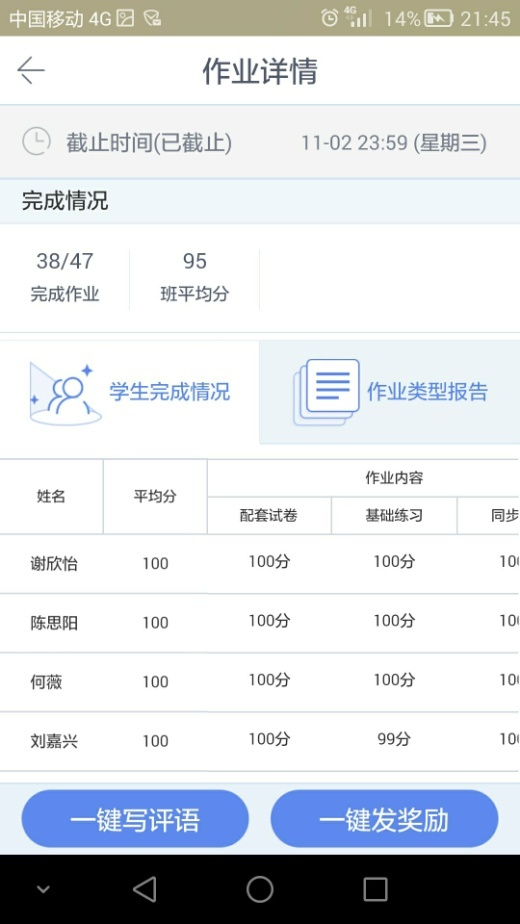 中国移动 4G 4G 14% 21:45
作业详情
截止时间(已截止) 11-02 23:59 (星期三)
完成情况
38/47 95
完成作业 班平均分
学生完成情况 作业类型报告
姓名 平均分 作业内容
配套试卷 基础练习 同步
谢欣怡 100 100分 100分 100
陈思阳 100 100分 100分 100
何薇 100 100分 100分 100
刘嘉兴 100 100分 99分 100
一键写评语 一键发奖励